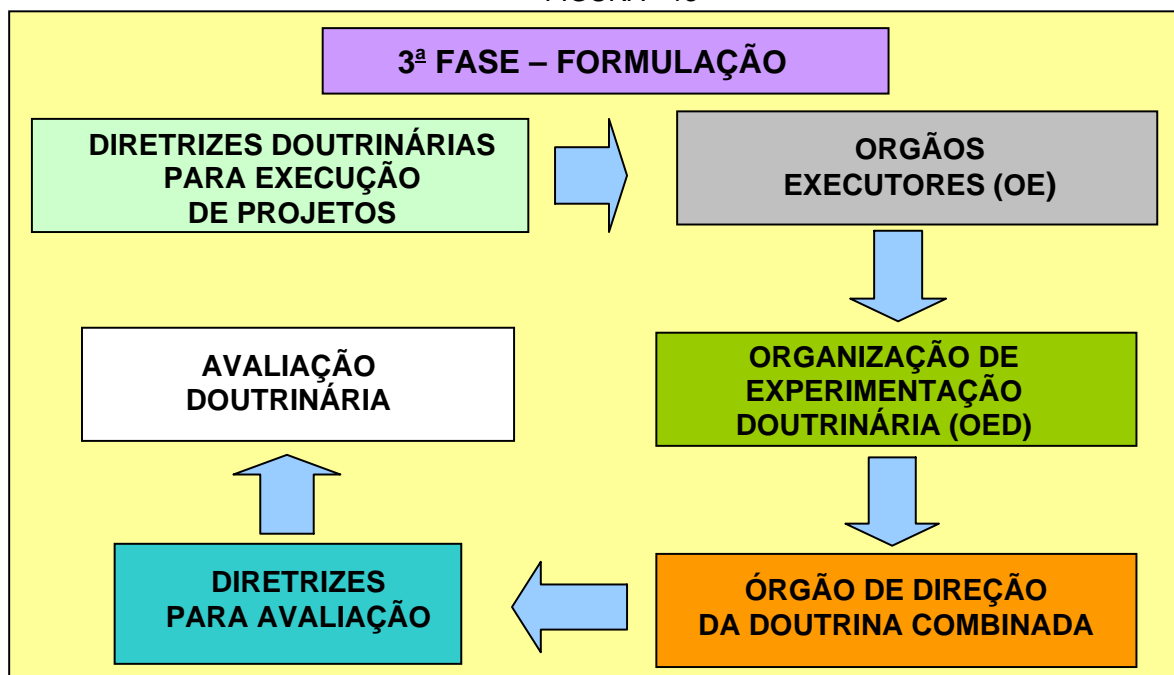 3ª FASE – FORMULAÇÃO
DIRETRIZES DOUTRINÁRIAS
PARA EXECUÇÃO
DE PROJETOS
ORGÃOS
EXECUTORES (OE)
ORGANIZAÇÃO DE
EXPERIMENTAÇÃO
DOUTRINÁRIA (OED)
ÓRGÃO DE DIREÇÃO
DA DOUTRINA COMBINADA
DIRETRIZES
PARA AVALIAÇÃO
AVALIAÇÃO
DOUTRINÁRIA